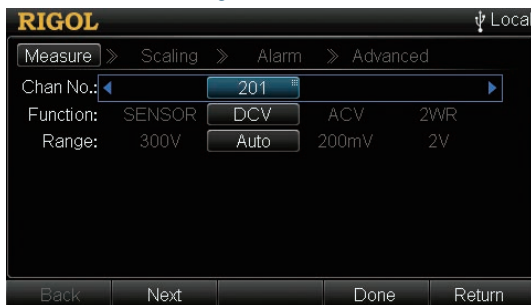 RIGOL Local
Measure Scaling Alarm Advanced
Chan No.: 201
Function: SENSOR DCV ACV 2WR
Range: 300V Auto 200mV 2V
Back Next Done Return